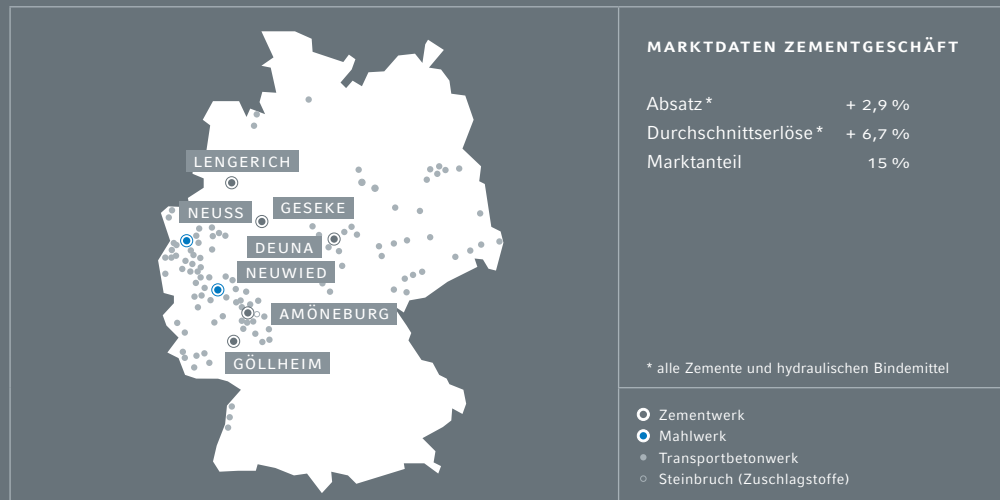 LENGERICH
NEUSS
GESEKE
DEUNA
NEUWIED
AMÖNEBURG
GÖLLHEIM
MARKTDATEN ZEMENTGESCHÄFT
Absatz * + 2,9 %
Durchschnittserlöse * + 6,7 %
Marktanteil 15 %
* alle Zemente und hydraulischen Bindemittel
Zementwerk
Mahlwerk
Transportbetonwerk
Steinbruch (Zuschlagstoffe)